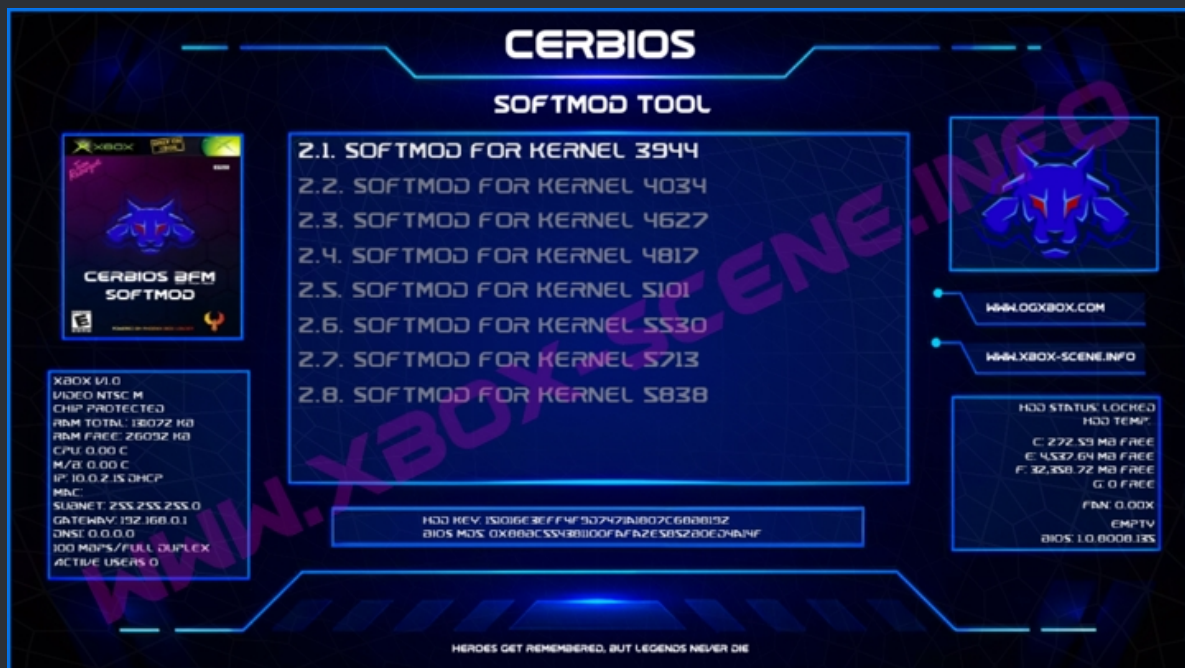 CERBIOS
SOFTMOD TOOL
XBOX
CERBIOS BFM
SOFTMOD
2.1. SOFTMOD FOR KERNEL 3944
2.2. SOFTMOD FOR KERNEL 4034
2.3. SOFTMOD FOR KERNEL 4627
2.4. SOFTMOD FOR KERNEL 4817
2.5. SOFTMOD FOR KERNEL 5101
2.6. SOFTMOD FOR KERNEL 5530
2.7. SOFTMOD FOR KERNEL 5713
2.8. SOFTMOD FOR KERNEL 5838
WWW.OGXBOX.COM
WWW.XBOX-SCENE.INFO
XBOX V1.0
VIDEO NTSC M
CHIP PROTECTED
RAM TOTAL: 131072 KB
RAM FREE: 26092 KB
CPU: 0.00 C
M/B: 0.00 C
IP: 10.0.2.15 DHCP
MAC:
SUBNET: 255.255.255.0
GATEWAY: 192.168.0.1
DNS: 0.0.0.0
100 MBPS/FULL DUPLEX
ACTIVE USERS 0
HDD STATUS: LOCKED
HDD TEMP:
C: 272.59 MB FREE
E: 4,537.64 MB FREE
F: 32,358.72 MB FREE
G: 0 FREE
FAN: 0.00X
EMPTY
BIOS: 1.0.8008.135
HDD KEY:
BIOS MD5:
WWW.XBOX-SCENE.INFO
HEROES GET REMEMBERED, BUT LEGENDS NEVER DIE